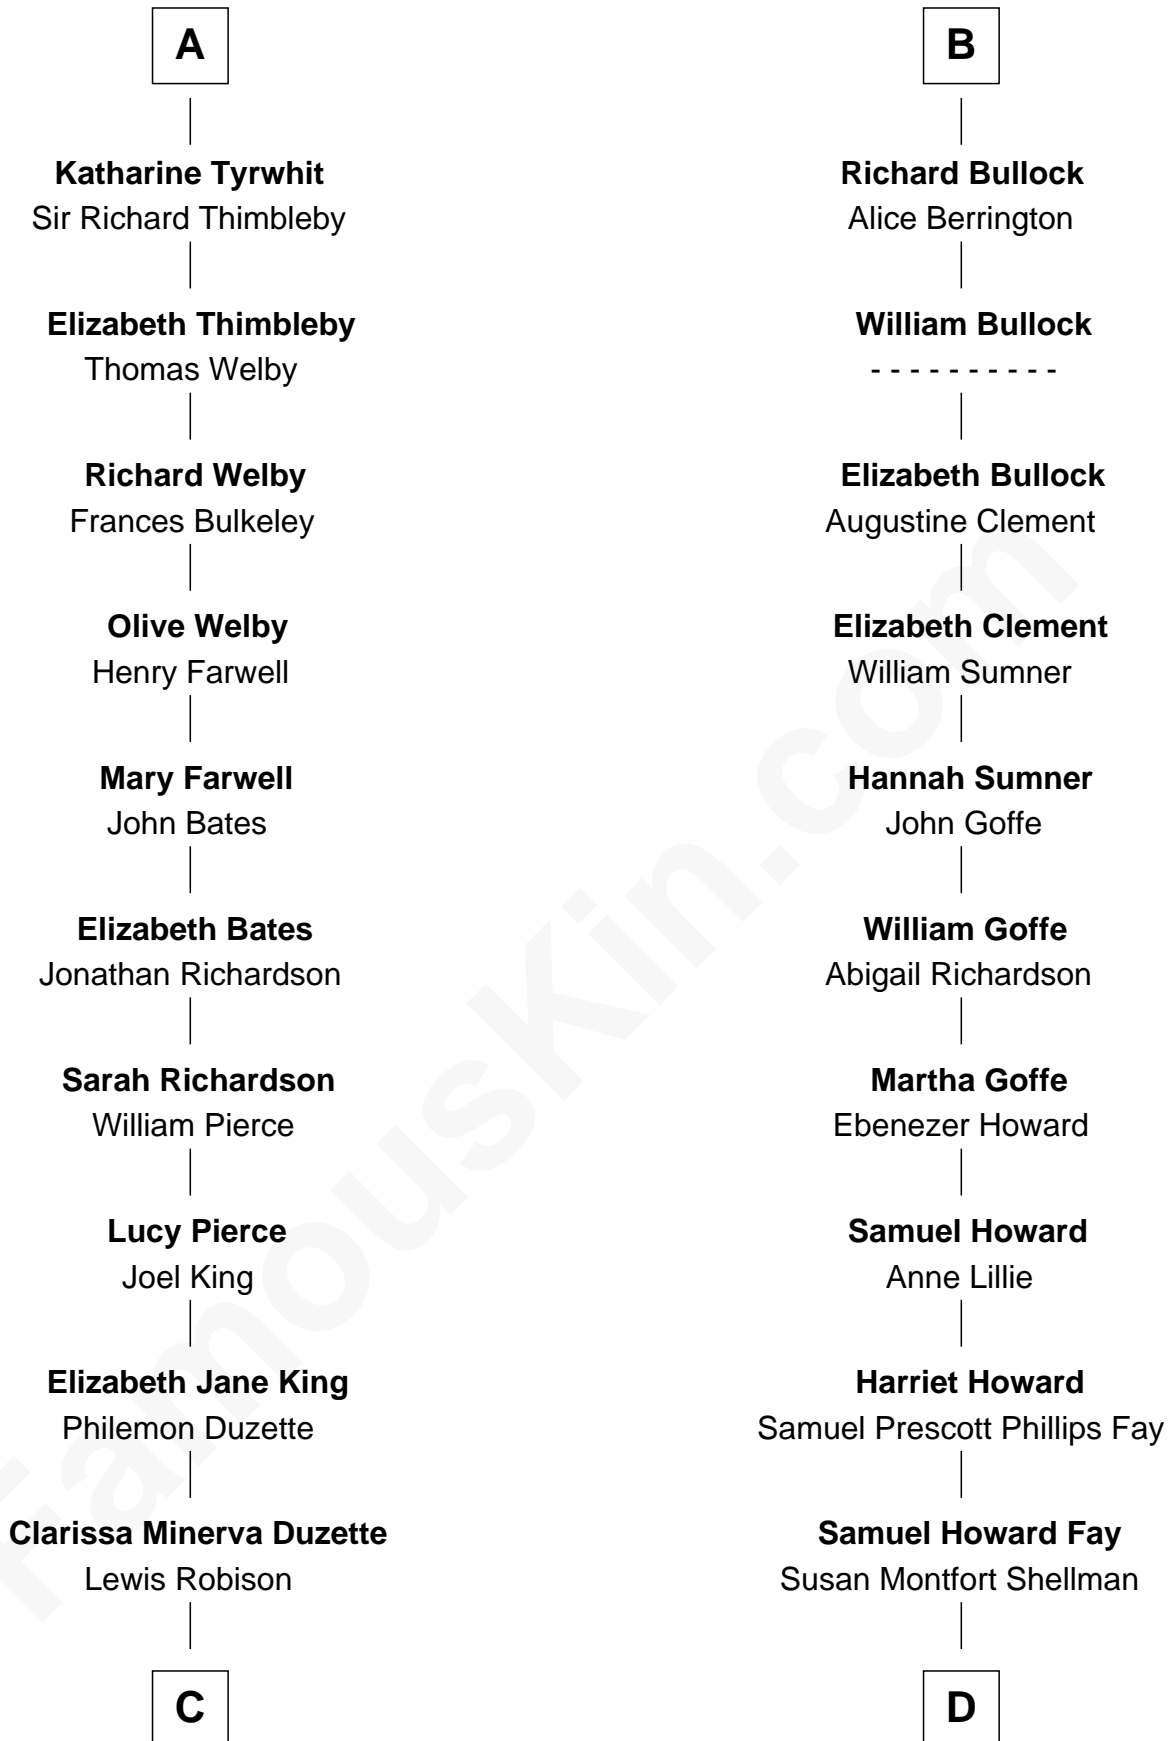 A
Katharine Tyrwhit
Sir Richard Thimbleby
Elizabeth Thimbleby
Thomas Welby
Richard Welby
Frances Bulkeley
Olive Welby
Henry Farwell
Mary Farwell
John Bates
Elizabeth Bates
Jonathan Richardson
Sarah Richardson
William Pierce
Lucy Pierce
Joel King
Elizabeth Jane King
Philemon Duzette
Clarissa Minerva Duzette
Lewis Robison
C
B
Richard Bullock
Alice Berrington
William Bullock
- - - - - - - - - -
Elizabeth Bullock
Augustine Clement
Elizabeth Clement
William Sumner
Hannah Sumner
John Goffe
William Goffe
Abigail Richardson
Martha Goffe
Ebenezer Howard
Samuel Howard
Anne Lillie
Harriet Howard
Samuel Prescott Phillips Fay
Samuel Howard Fay
Susan Montfort Shellman
D
FamousKin.com